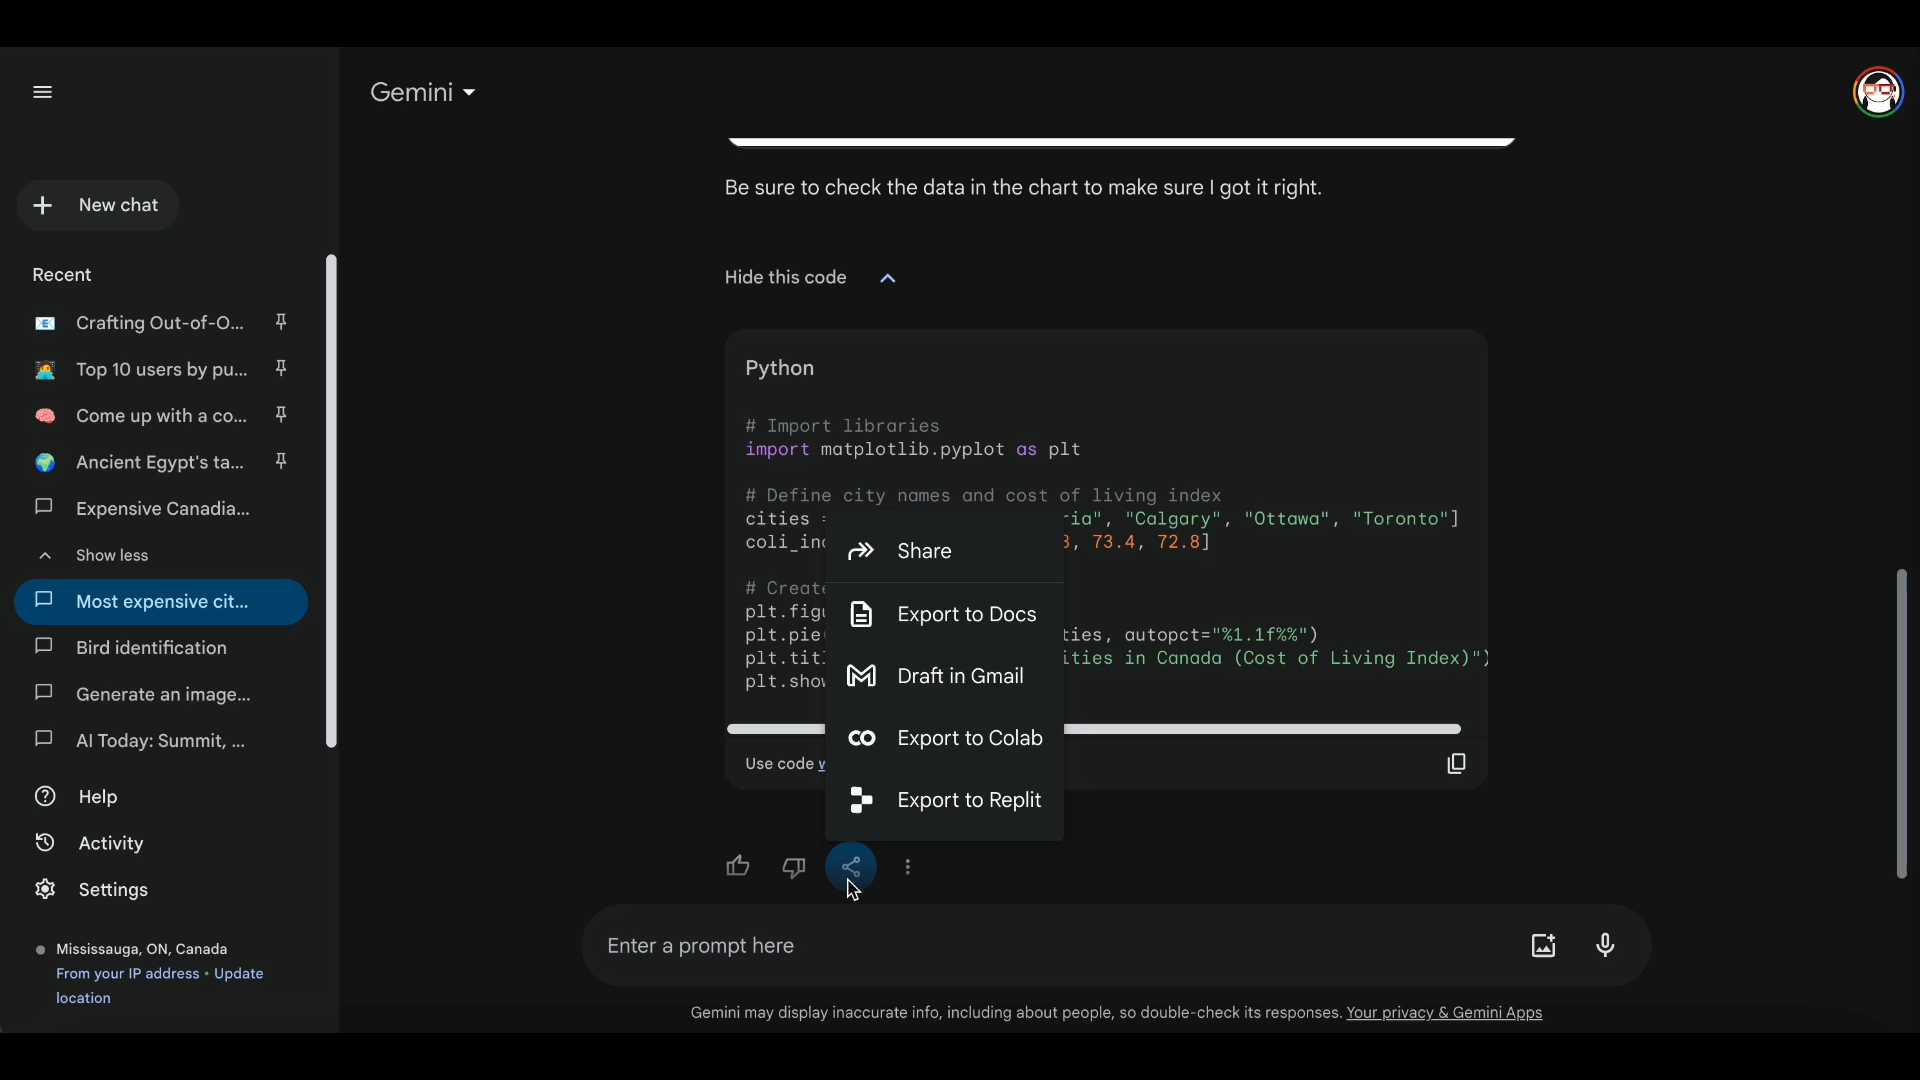 Gemini
New chat
Recent
Crafting Out-of-O...
Top 10 users by pu...
Come up with a co...
Ancient Egypt's ta...
Expensive Canadia...
Show less
Most expensive cit...
Bird identification
Generate an image...
AI Today: Summit, ...
Help
Activity
Settings
Mississauga, ON, Canada
From your IP address • Update
location
Be sure to check the data in the chart to make sure I got it right.
Hide this code
Python
# Import libraries
import matplotlib.pyplot as plt
# Define city names and cost of living index
cities "Calgary", "Ottawa", "Toronto"]
73.4, 72.8]
#
autopct="%1.1f%%")
in Canada (Cost of Living Index)")
Use code
Share
Export to Docs
Draft in Gmail
CO Export to Colab
Export to Replit
Enter a prompt here
Gemini may display inaccurate info, including about people, so double-check its responses. Your privacy & Gemini Apps